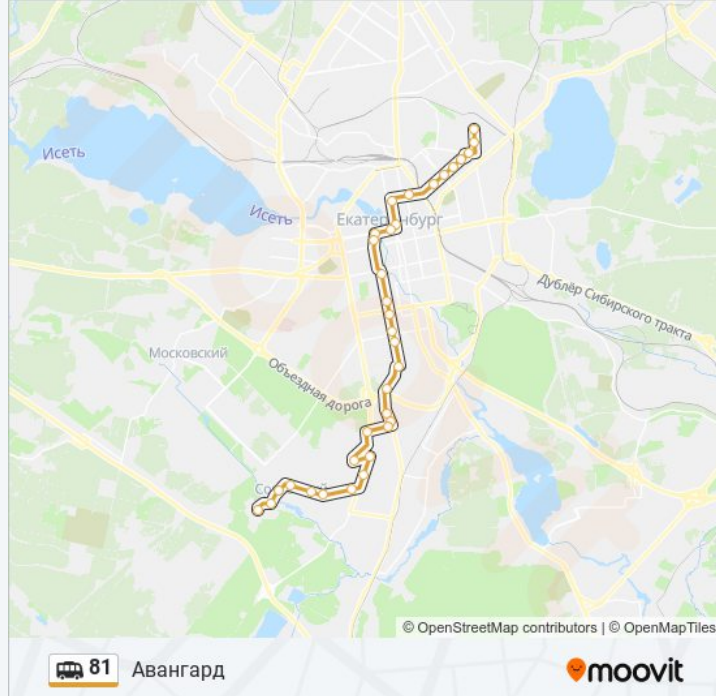 Исеть
Исеть
Екатеринбург
Дублёр Сибирского тракта
Московский
Объездная дорога
© OpenStreetMap contributors | © OpenMapTiles
81 Авангард
moovit